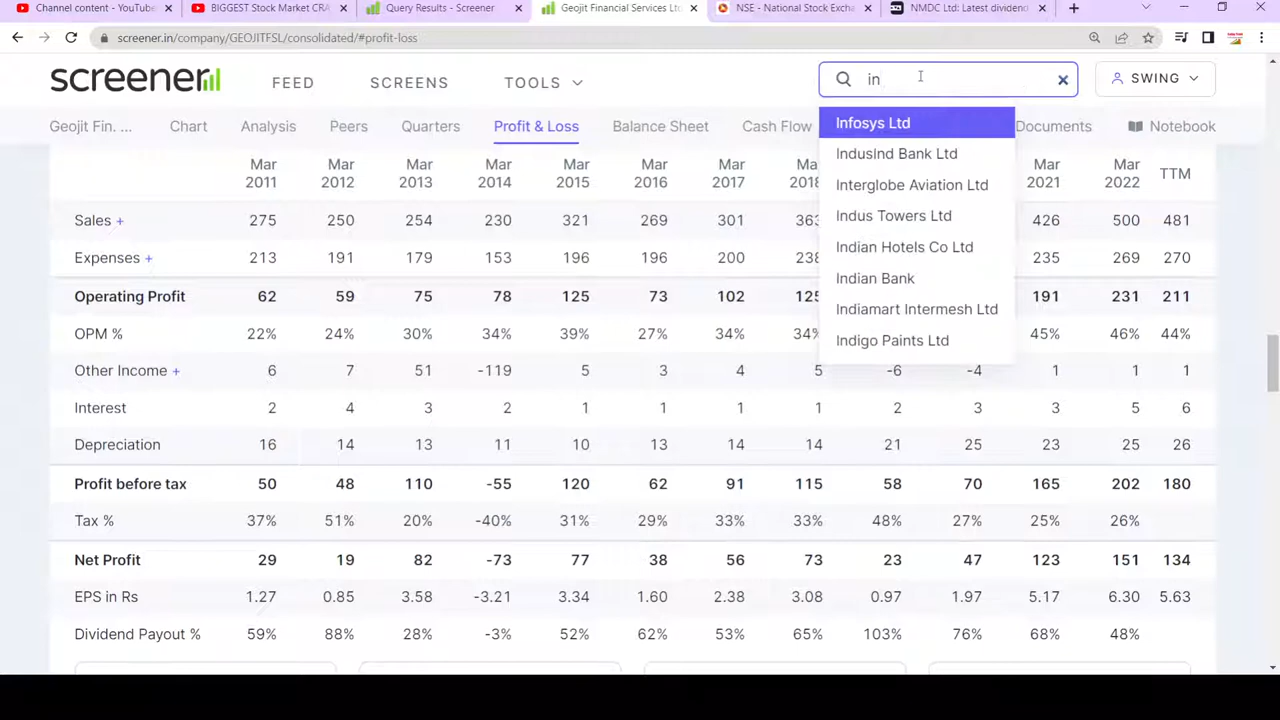 Channel content - YouTube
BIGGEST Stock Market CRA
Query Results - Screener
Geojit Financial Services Ltd
NSE - National Stock Excha
NMDC Ltd: Latest dividend
screener.in/company/GEOJITFSL/consolidated/#profit-loss
screener
FEED
SCREENS
TOOLS
in
SWING
Geojit Fin. ...
Chart
Analysis
Peers
Quarters
Profit & Loss
Balance Sheet
Cash Flow
Documents
Notebook
Infosys Ltd
IndusInd Bank Ltd
Interglobe Aviation Ltd
Indus Towers Ltd
Indian Hotels Co Ltd
Indian Bank
Indiamart Intermesh Ltd
Indigo Paints Ltd
Mar 2011 Mar 2012 Mar 2013 Mar 2014 Mar 2015 Mar 2016 Mar 2017 Mar 2018 Mar 2021 Mar 2022 TTM
Sales + 275 250 254 230 321 269 301 363 426 500 481
Expenses + 213 191 179 153 196 196 200 238 235 269 270
Operating Profit 62 59 75 78 125 73 102 125 191 231 211
OPM % 22% 24% 30% 34% 39% 27% 34% 34% 45% 46% 44%
Other Income + 6 7 51 -119 5 3 4 5 -6 -4 1 1 1
Interest 2 4 3 2 1 1 1 1 2 3 3 5 6
Depreciation 16 14 13 11 10 13 14 14 21 25 23 25 26
Profit before tax 50 48 110 -55 120 62 91 115 58 70 165 202 180
Tax % 37% 51% 20% -40% 31% 29% 33% 33% 48% 27% 25% 26%
Net Profit 29 19 82 -73 77 38 56 73 23 47 123 151 134
EPS in Rs 1.27 0.85 3.58 -3.21 3.34 1.60 2.38 3.08 0.97 1.97 5.17 6.30 5.63
Dividend Payout % 59% 88% 28% -3% 52% 62% 53% 65% 103% 76% 68% 48%